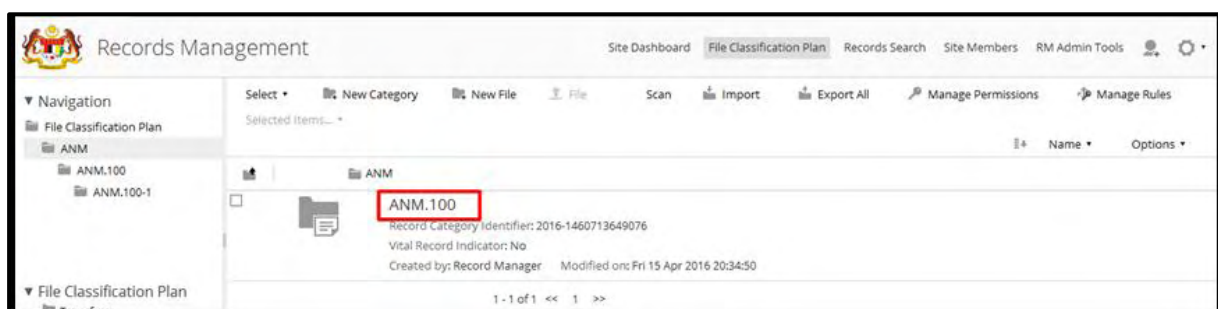 Records Management
Site Dashboard File Classification Plan Records Search Site Members RM Admin Tools
▼ Navigation
File Classification Plan
ANM
ANM.100
ANM.100-1
▼ File Classification Plan
Select ▾ New Category New File File Scan Import Export All Manage Permissions Manage Rules
Selected Items... ▾
Name ▾ Options ▾
ANM
ANM.100
Record Category Identifier: 2016-1460713649076
Vital Record Indicator: No
Created by: Record Manager Modified on: Fri 15 Apr 2016 20:34:50
1 - 1 of 1 << 1 >>